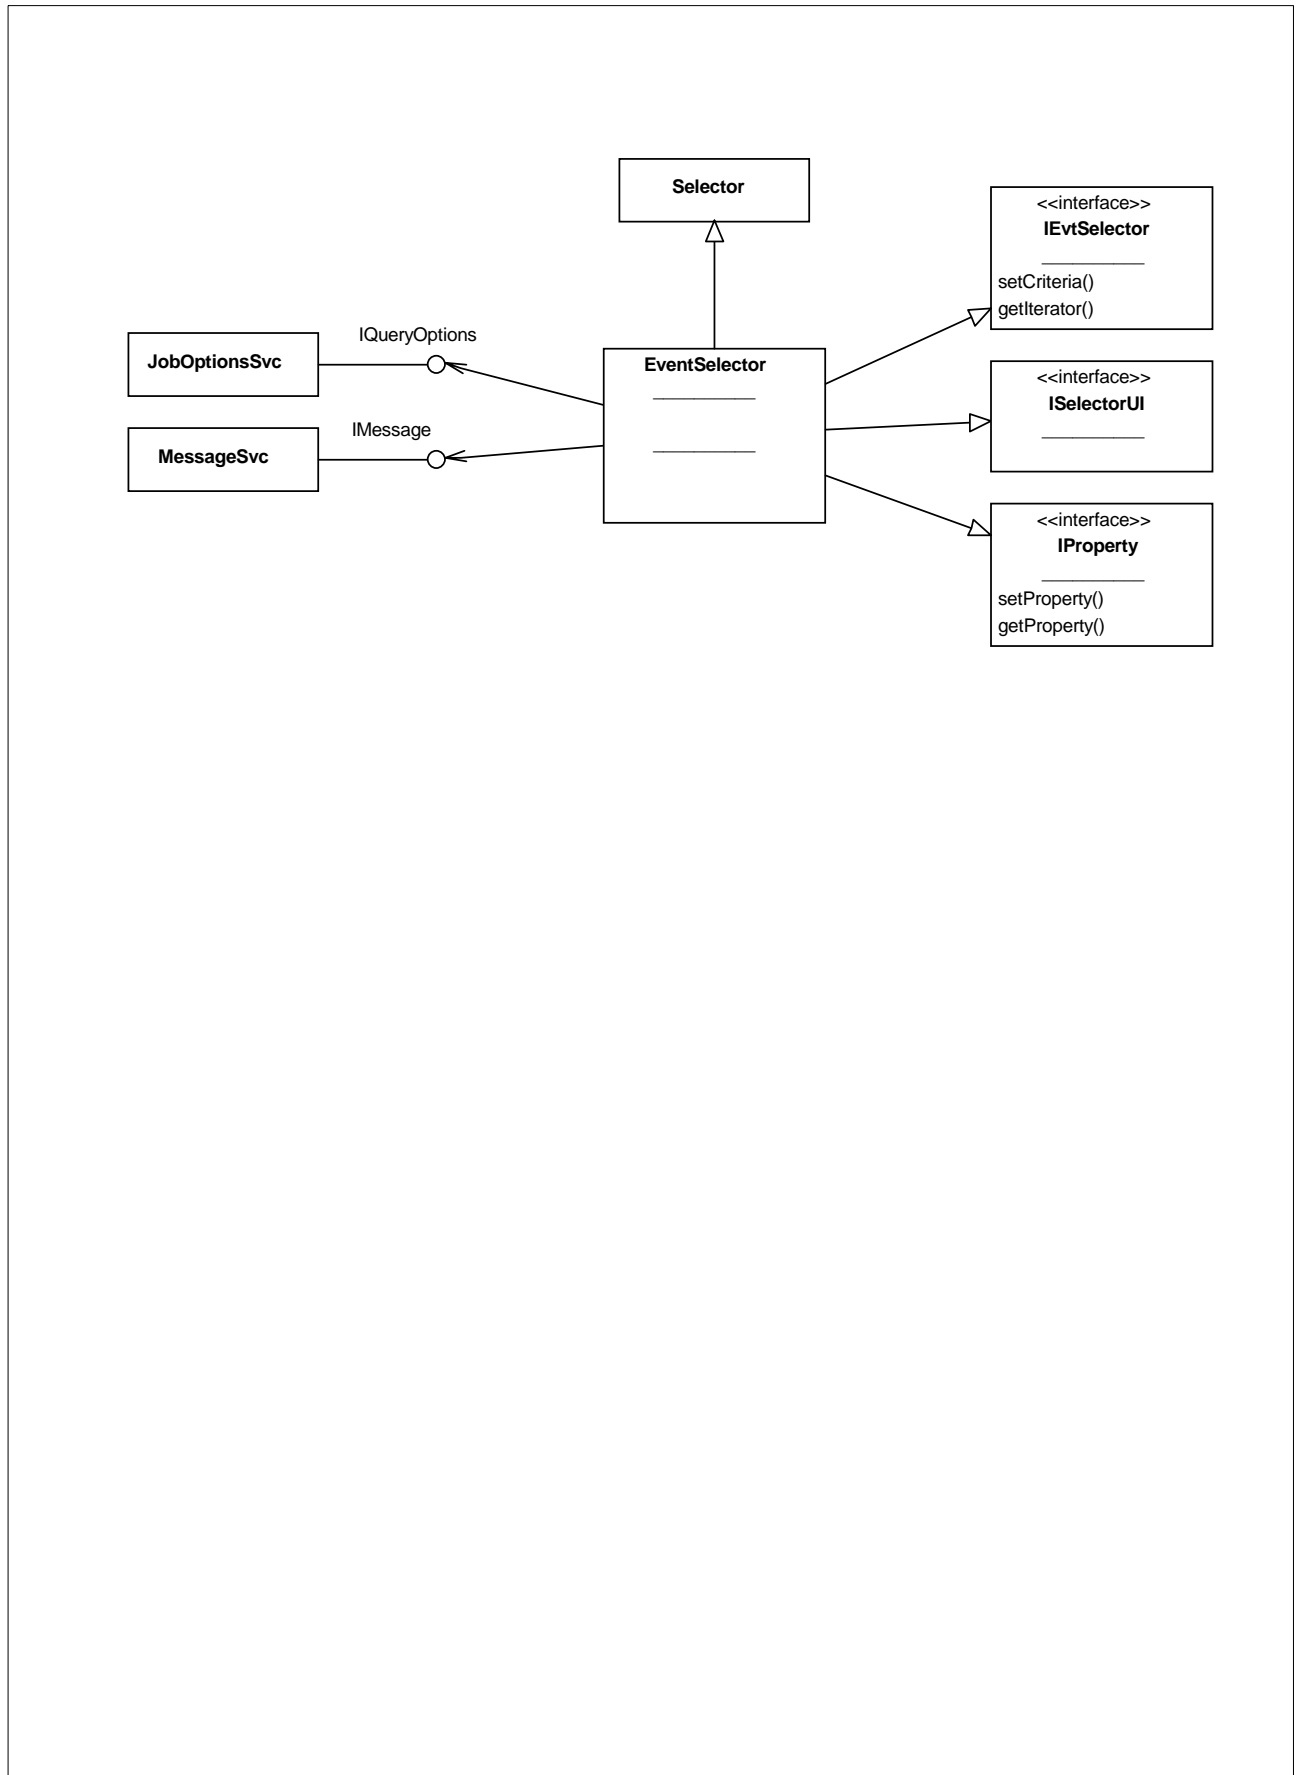 Selector
<<interface>>
IEvtSelector
setCriteria()
getIterator()
IQueryOptions
JobOptionsSvc
EventSelector
<<interface>>
ISelectorUI
IMessage
MessageSvc
<<interface>>
IProperty
setProperty()
getProperty()